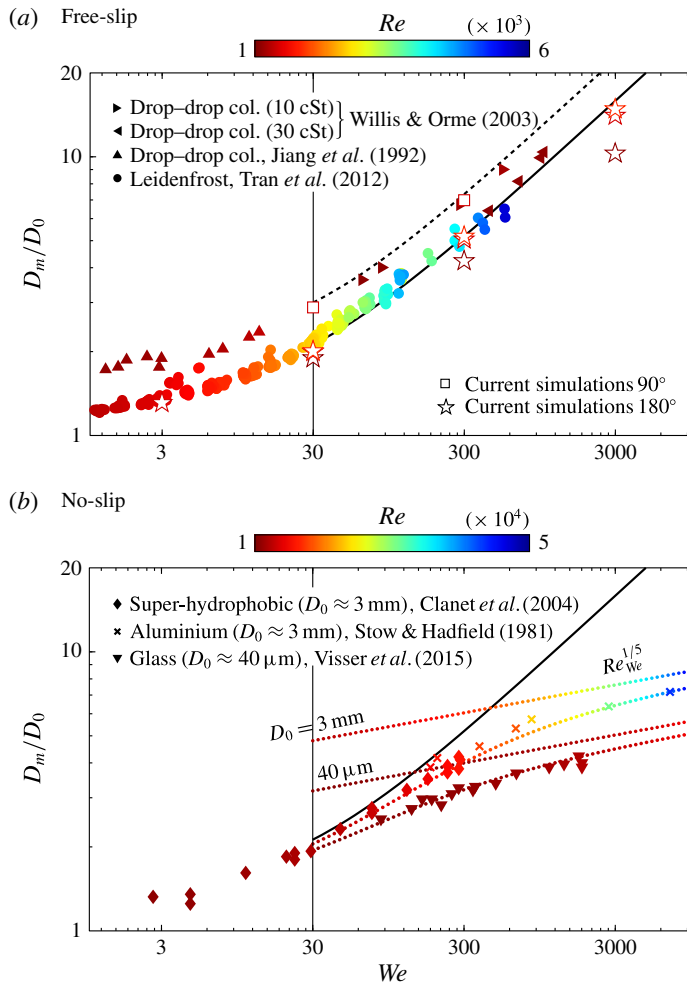 (a) Free-slip
Re (× 10³)
1 6
20
Drop–drop col. (10 cSt)
Drop–drop col. (30 cSt) } Willis & Orme (2003)
Drop–drop col., Jiang et al. (1992)
Leidenfrost, Tran et al. (2012)
10
D_m/D_0
Current simulations 90°
Current simulations 180°
1
3 30 300 3000
(b) No-slip
Re (× 10⁴)
1 5
20
Super-hydrophobic (D_0 ≈ 3 mm), Clanet et al. (2004)
Aluminium (D_0 ≈ 3 mm), Stow & Hadfield (1981)
Glass (D_0 ≈ 40 μm), Visser et al. (2015)
Re_We^1/5
10
D_0 = 3 mm
40 μm
D_m/D_0
1
3 30 300 3000
We